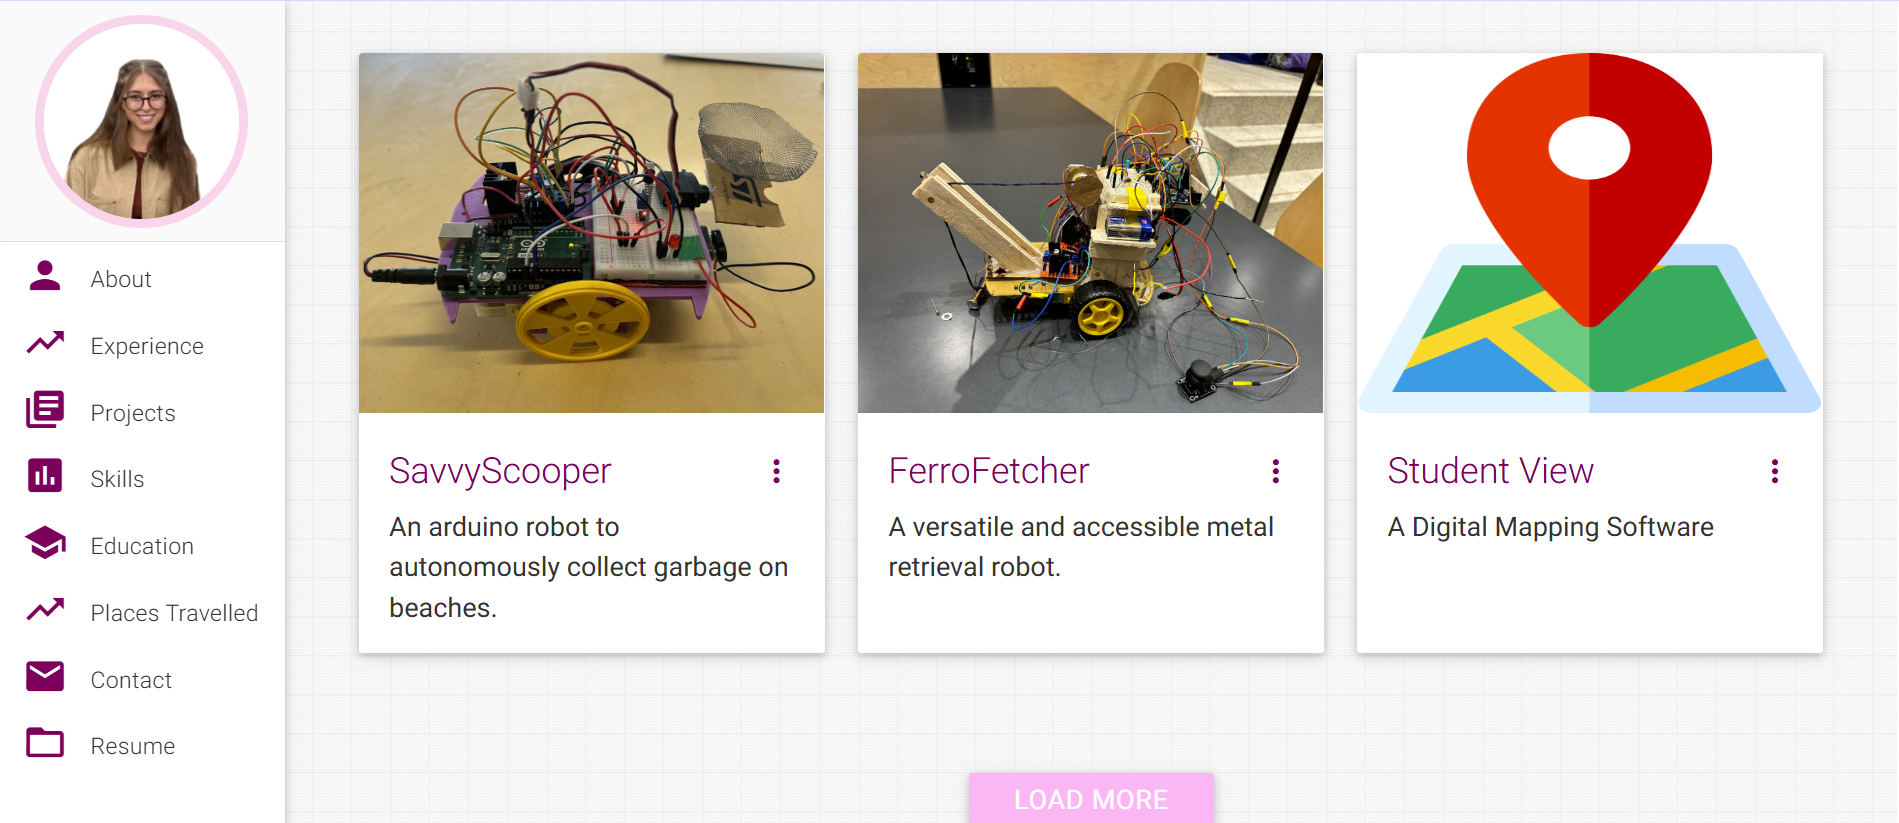 About
Experience
Projects
Skills
Education
Places Travelled
Contact
Resume
SavvyScooper
An arduino robot to
autonomously collect garbage on
beaches.
FerroFetcher
A versatile and accessible metal
retrieval robot.
Student View
A Digital Mapping Software
LOAD MORE